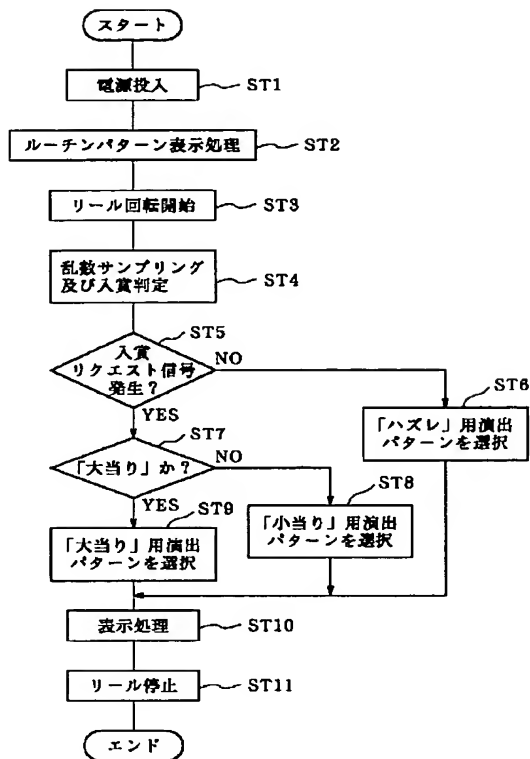 スタート
電源投入
ST1
ルーチンパターン表示処理
ST2
リール回転開始
ST3
乱数サンプリング
及び入賞判定
ST4
ST5
入賞
リクエスト信号
発生?
NO
YES
ST6
「ハズレ」用演出
パターンを選択
ST7
「大当り」か?
NO
YES
ST8
「小当り」用演出
パターンを選択
ST9
「大当り」用演出
パターンを選択
表示処理
ST10
リール停止
ST11
エンド